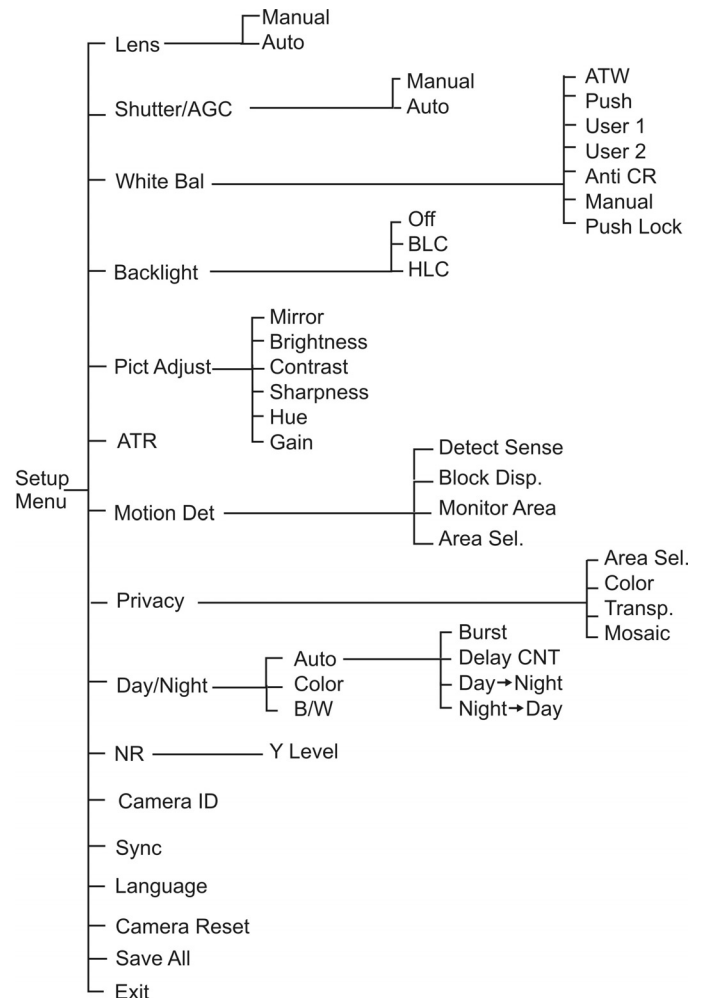 Setup
Menu
Lens
Manual
Auto
Shutter/AGC
Manual
Auto
White Bal
ATW
Push
User 1
User 2
Anti CR
Manual
Push Lock
Backlight
Off
BLC
HLC
Pict Adjust
Mirror
Brightness
Contrast
Sharpness
Hue
Gain
ATR
Motion Det
Detect Sense
Block Disp.
Monitor Area
Area Sel.
Privacy
Area Sel.
Color
Transp.
Mosaic
Day/Night
Auto
Color
B/W
Burst
Delay CNT
Day→Night
Night→Day
NR
Y Level
Camera ID
Sync
Language
Camera Reset
Save All
Exit